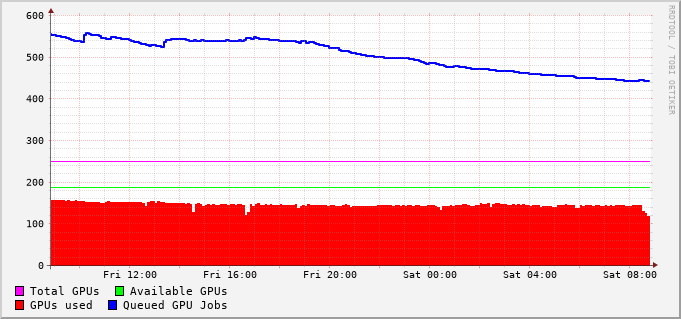 600
500
400
300
200
100
0
Fri 12:00 Fri 16:00 Fri 20:00 Sat 00:00 Sat 04:00 Sat 08:00
Total GPUs Available GPUs
GPUs used Queued GPU Jobs
RRDTOOL / TOBI OETIKER